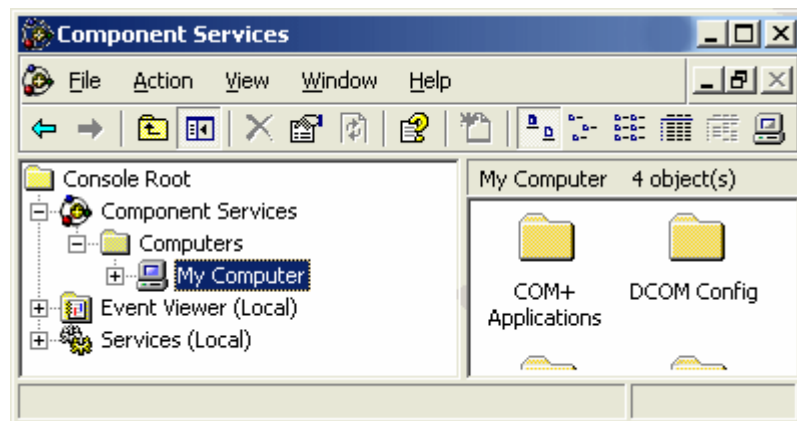 Component Services
File Action View Window Help
Console Root
Component Services
Computers
My Computer
Event Viewer (Local)
Services (Local)
My Computer 4 object(s)
COM+
Applications
DCOM Config